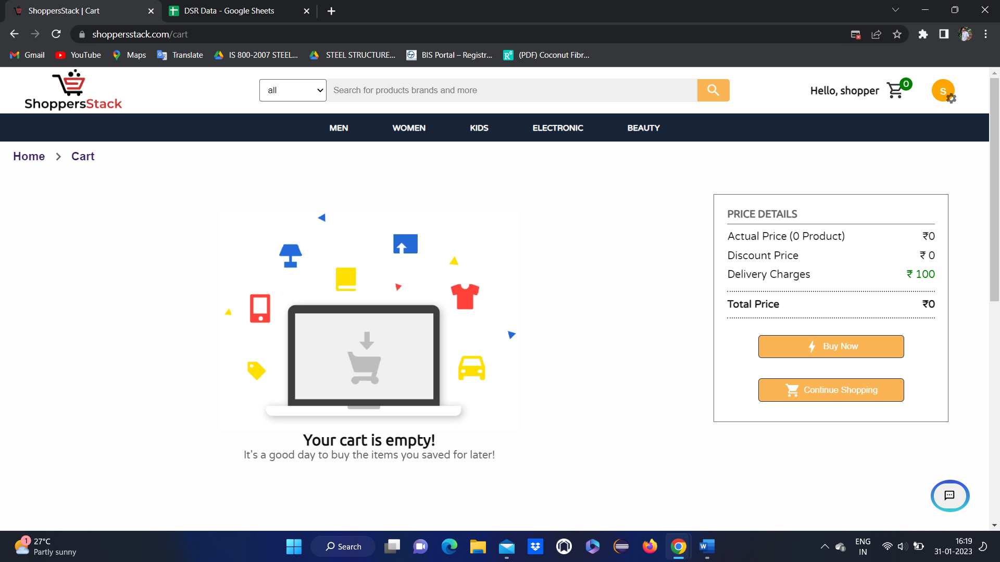 ShoppersStack | Cart
DSR Data - Google Sheets
shoppersstack.com/cart
Gmail
YouTube
Maps
Translate
IS 800-2007 STEEL...
STEEL STRUCTURE...
BIS Portal – Registr...
(PDF) Coconut Fibr...
ShoppersStack
all
Search for products brands and more
Hello, shopper
0
S
MEN
WOMEN
KIDS
ELECTRONIC
BEAUTY
Home
Cart
PRICE DETAILS
Actual Price (0 Product) ₹0
Discount Price ₹ 0
Delivery Charges ₹ 100
Total Price ₹0
Buy Now
Continue Shopping
Your cart is empty!
It's a good day to buy the items you saved for later!
1
27°C
Partly sunny
Search
ENG
IN
16:19
31-01-2023